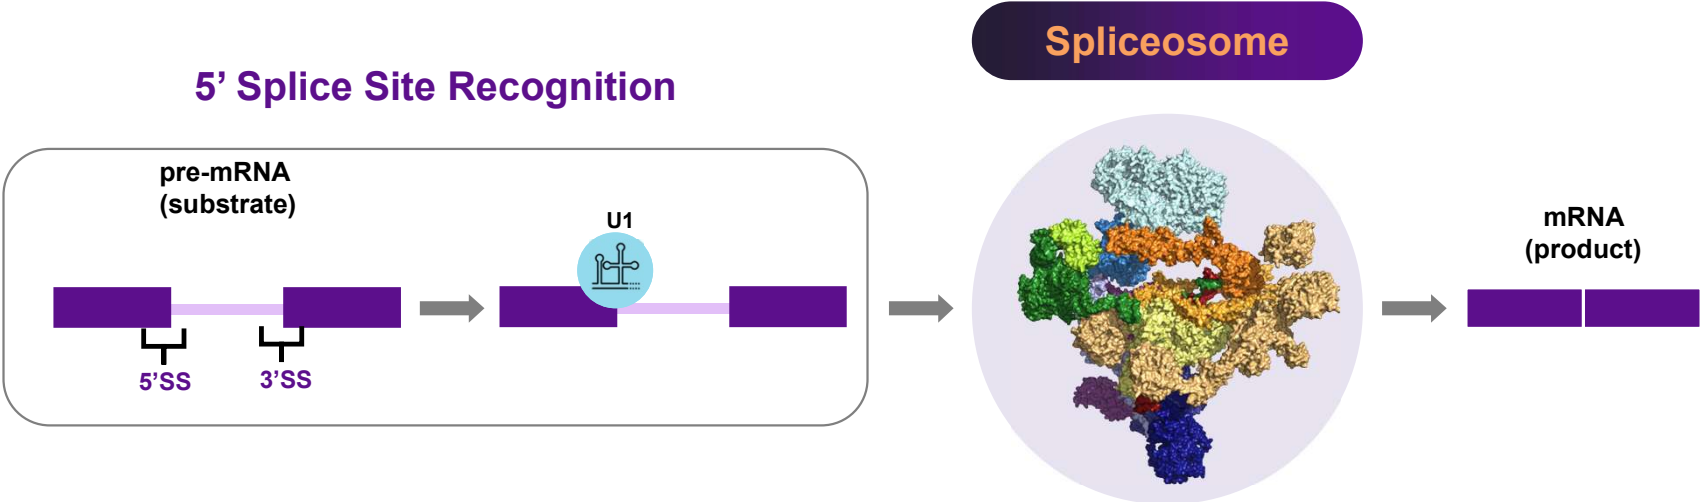 Spliceosome
5’ Splice Site Recognition
pre-mRNA
(substrate)
U1
5’SS
3’SS
mRNA
(product)